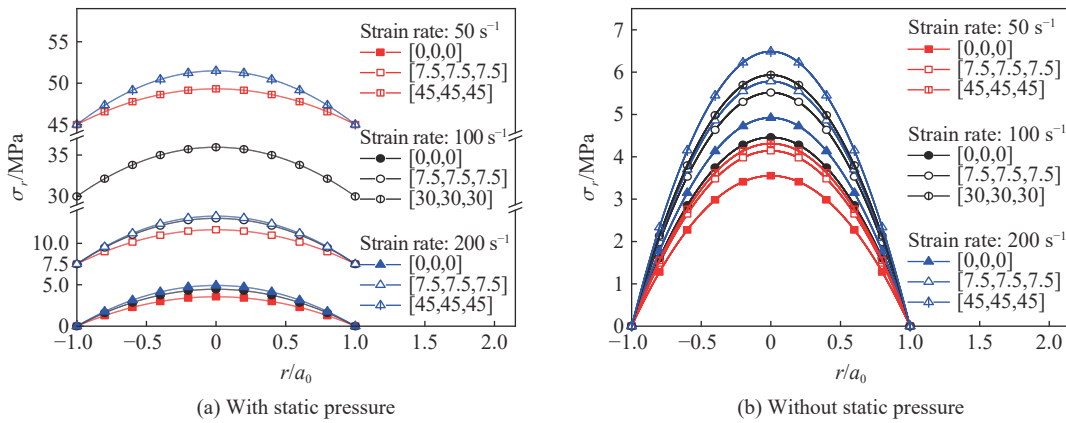 55
50
45
35
30
10.0
7.5
5.0
0
σr/MPa
Strain rate: 50 s⁻¹
[0,0,0]
[7.5,7.5,7.5]
[45,45,45]
Strain rate: 100 s⁻¹
[0,0,0]
[7.5,7.5,7.5]
[30,30,30]
Strain rate: 200 s⁻¹
[0,0,0]
[7.5,7.5,7.5]
[45,45,45]
−1.0 −0.5 0 0.5 1.0 1.5 2.0
r/a₀
(a) With static pressure
7
6
5
4
3
2
1
0
σr/MPa
Strain rate: 50 s⁻¹
[0,0,0]
[7.5,7.5,7.5]
[45,45,45]
Strain rate: 100 s⁻¹
[0,0,0]
[7.5,7.5,7.5]
[30,30,30]
Strain rate: 200 s⁻¹
[0,0,0]
[7.5,7.5,7.5]
[45,45,45]
−1.0 −0.5 0 0.5 1.0 1.5 2.0
r/a₀
(b) Without static pressure